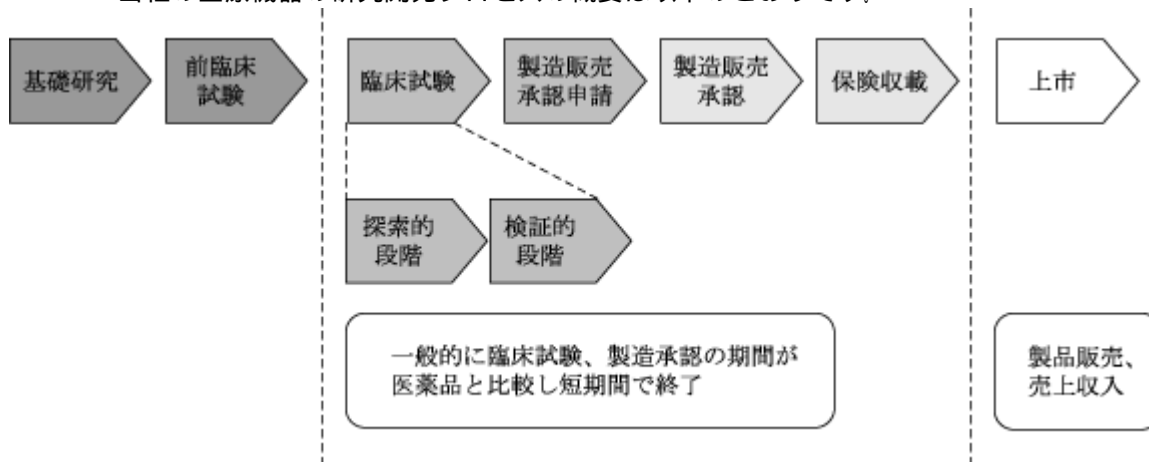 基礎研究
前臨床
試験
臨床試験
製造販売
承認申請
製造販売
承認
保険収載
上市
探索的
段階
検証的
段階
一般的に臨床試験、製造承認の期間が
医薬品と比較し短期間で終了
製品販売、
売上収入